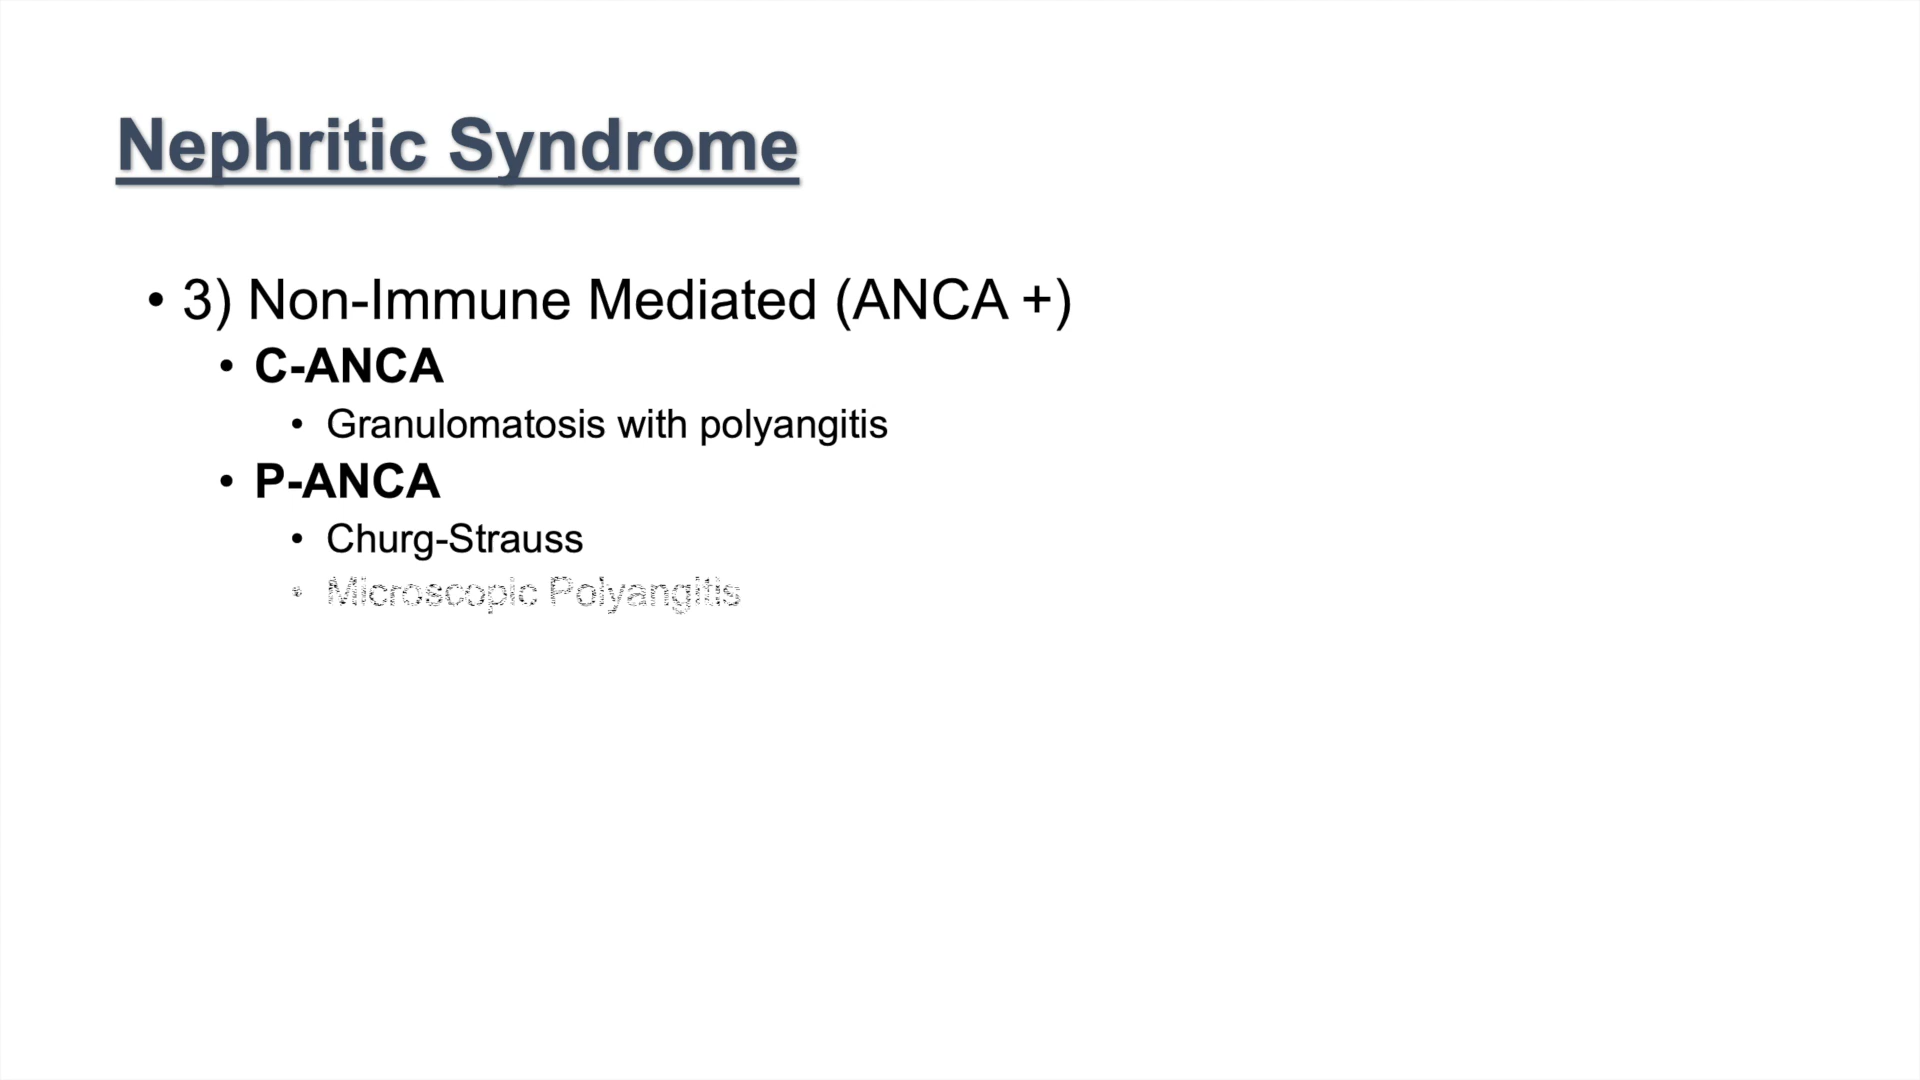 Nephritic Syndrome
• 3) Non-Immune Mediated (ANCA +)
• C-ANCA
• Granulomatosis with polyangitis
• P-ANCA
• Churg-Strauss
• Microscopic Polyangitis